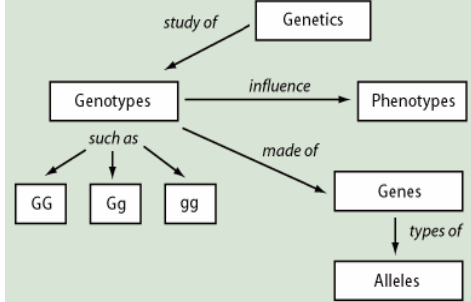 study of
Genetics
Genotypes
influence
Phenotypes
such as
made of
GG
Gg
gg
Genes
types of
Alleles